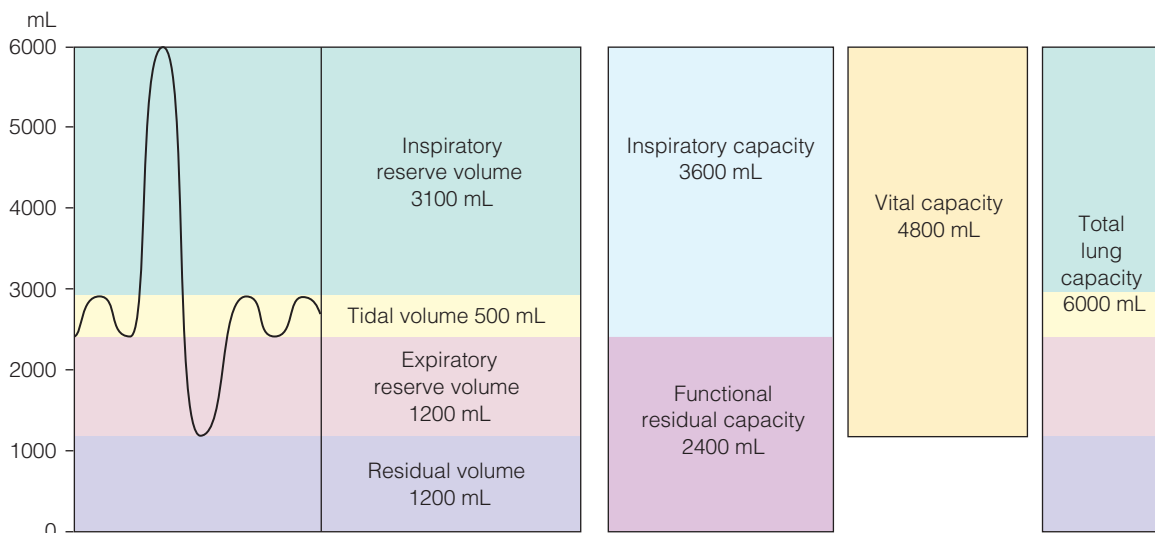 mL
6000
5000
4000
3000
2000
1000
0
Inspiratory
reserve volume
3100 mL
Tidal volume 500 mL
Expiratory
reserve volume
1200 mL
Residual volume
1200 mL
Inspiratory capacity
3600 mL
Functional
residual capacity
2400 mL
Vital capacity
4800 mL
Total
lung
capacity
6000 mL